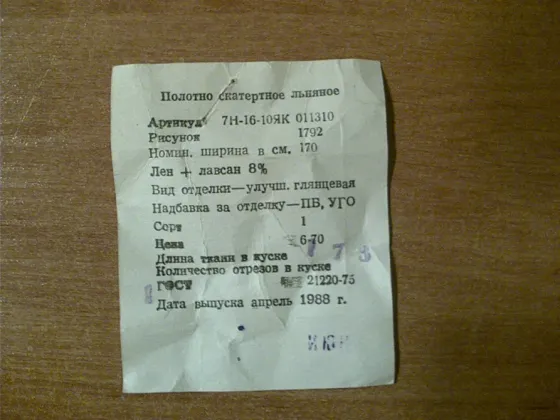 Полотно скатертное льняное
Артикул 7Н-16-10ЯК 011310
Рисунок 1792
Номин. ширина в см. 170
Лен + лавсан 8%
Вид отделки—улучш. глянцевая
Надбавка за отделку—ПБ, УГО
Сорт 1
Цена 6-70
Длина ткани в куске
Количество отрезов в куске
ГОСТ 21220-75
Дата выпуска апрель 1988 г.